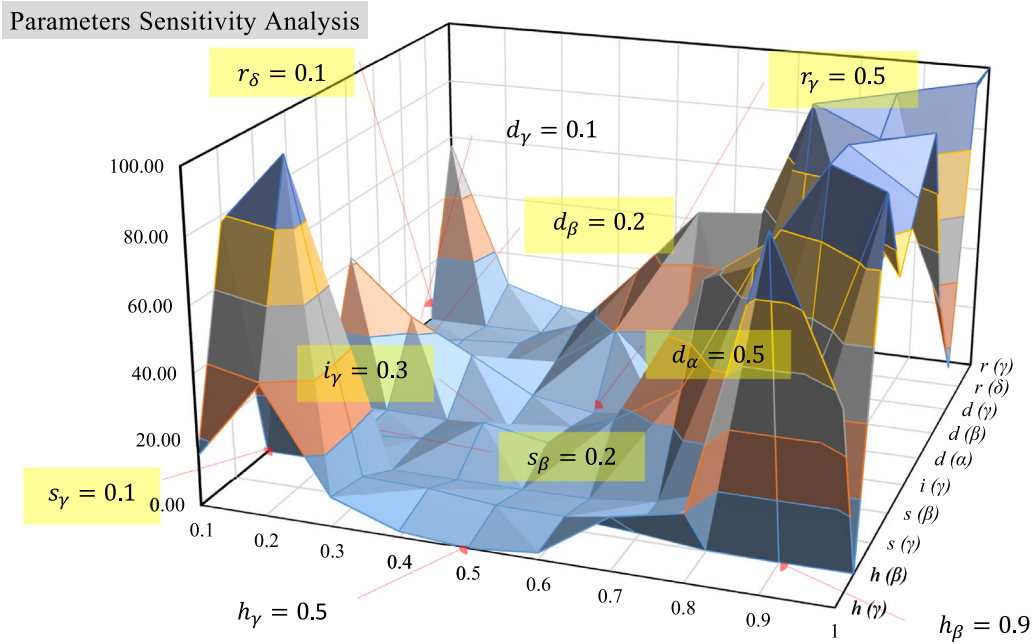 Parameters Sensitivity Analysis
r_δ = 0.1
r_γ = 0.5
d_γ = 0.1
d_β = 0.2
d_α = 0.5
i_γ = 0.3
s_β = 0.2
s_γ = 0.1
h_γ = 0.5
h_β = 0.9
100.00
80.00
60.00
40.00
20.00
0.00
0.1
0.2
0.3
0.4
0.5
0.6
0.7
0.8
0.9
1
r (γ)
r (δ)
d (γ)
d (β)
d (α)
i (γ)
s (β)
s (γ)
h (β)
h (γ)